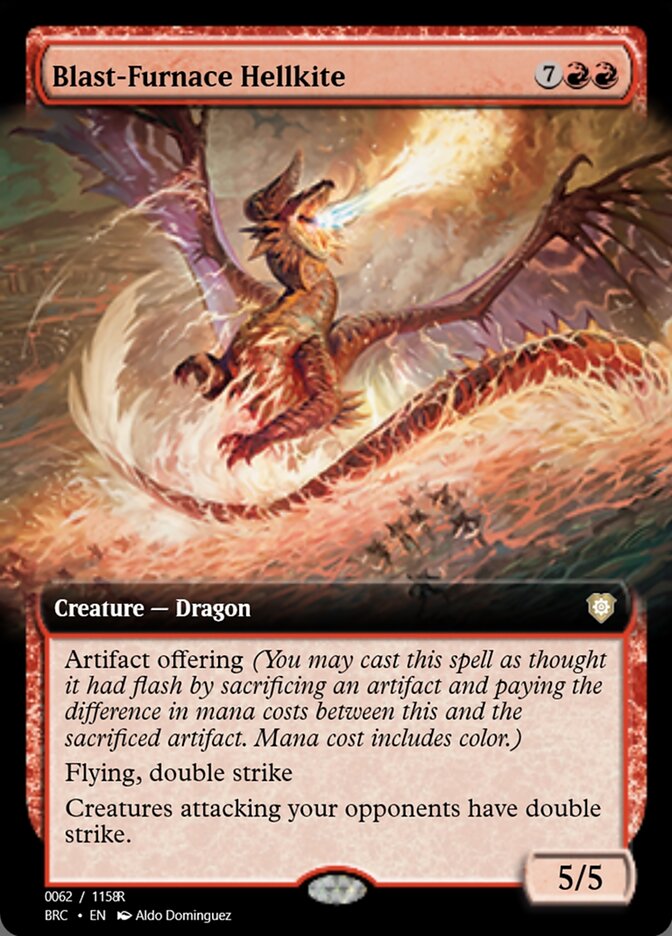 Blast-Furnace Hellkite 7
Creature — Dragon
Artifact offering (You may cast this spell as thought
it had flash by sacrificing an artifact and paying the
difference in mana costs between this and the
sacrificed artifact. Mana cost includes color.)
Flying, double strike
Creatures attacking your opponents have double
strike.
5/5
0062 / 1158R
BRC • EN Aldo Dominguez